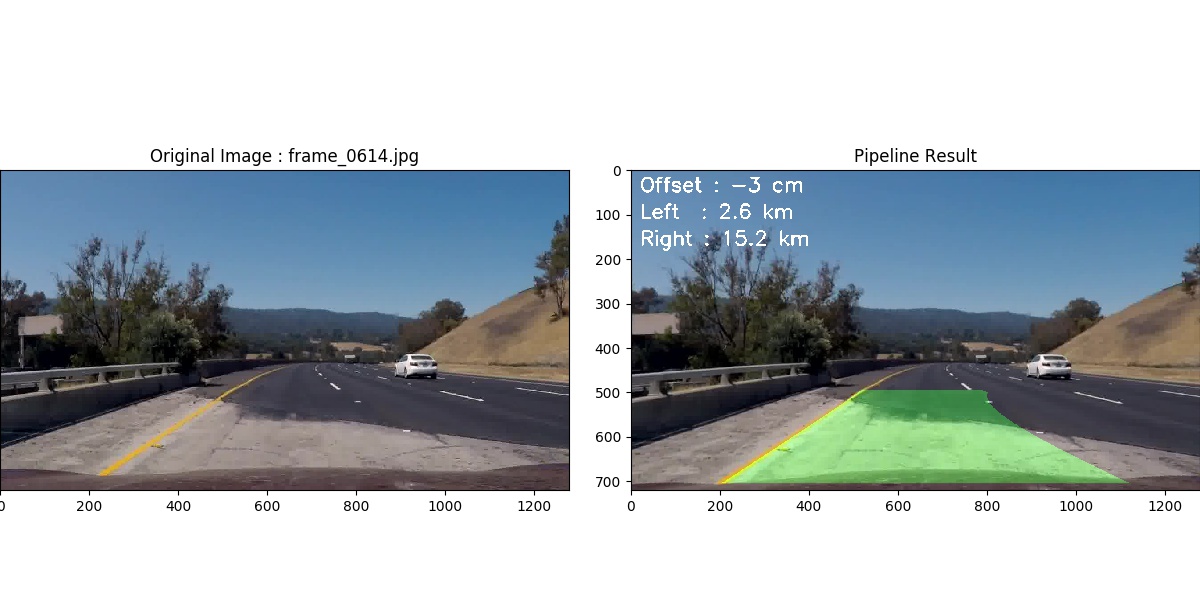 Original Image : frame_0614.jpg
0 200 400 600 800 1000 1200
Pipeline Result
Offset : −3 cm
Left : 2.6 km
Right : 15.2 km
0
100
200
300
400
500
600
700
0 200 400 600 800 1000 1200